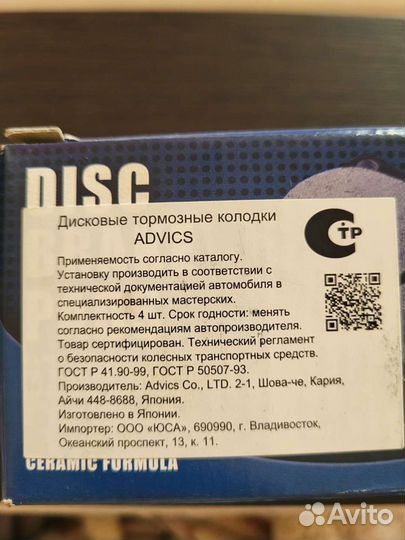 DISC
Дисковые тормозные колодки
ADVICS
СТР
Применяемость согласно каталогу.
Установку производить в соответствии с
технической документацией автомобиля в
специализированных мастерских.
Комплектность 4 шт. Срок годности: менять
согласно рекомендациям автопроизводителя.
Товар сертифицирован. Технический регламент
о безопасности колесных транспортных средств.
ГОСТ Р 41.90-99, ГОСТ Р 50507-93.
Производитель: Advics Co., LTD. 2-1, Шова-че, Кария,
Айчи 448-8688, Япония.
Изготовлено в Японии.
Импортер: ООО «ЮСА», 690990, г. Владивосток,
Океанский проспект, 13, к. 11.
CERAMIC FORMULA
Avito